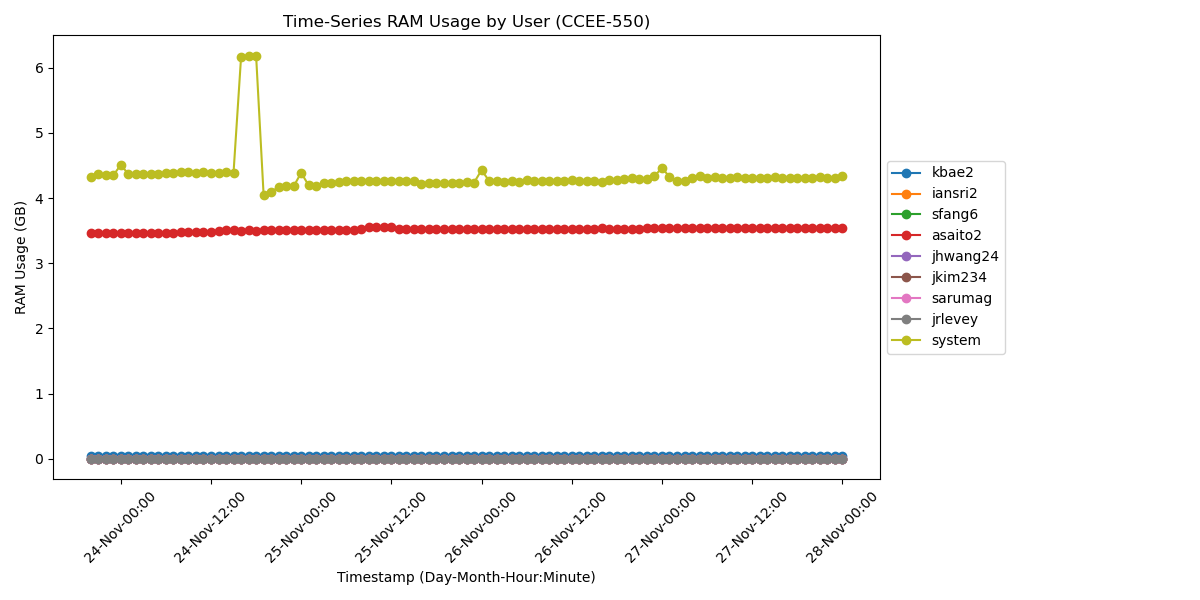 Time-Series RAM Usage by User (CCEE-550)
RAM Usage (GB)
6
5
4
3
2
1
0
24-Nov-00:00
24-Nov-12:00
25-Nov-00:00
25-Nov-12:00
26-Nov-00:00
26-Nov-12:00
27-Nov-00:00
27-Nov-12:00
28-Nov-00:00
Timestamp (Day-Month-Hour:Minute)
kbae2
iansri2
sfang6
asaito2
jhwang24
jkim234
sarumag
jrlevey
system